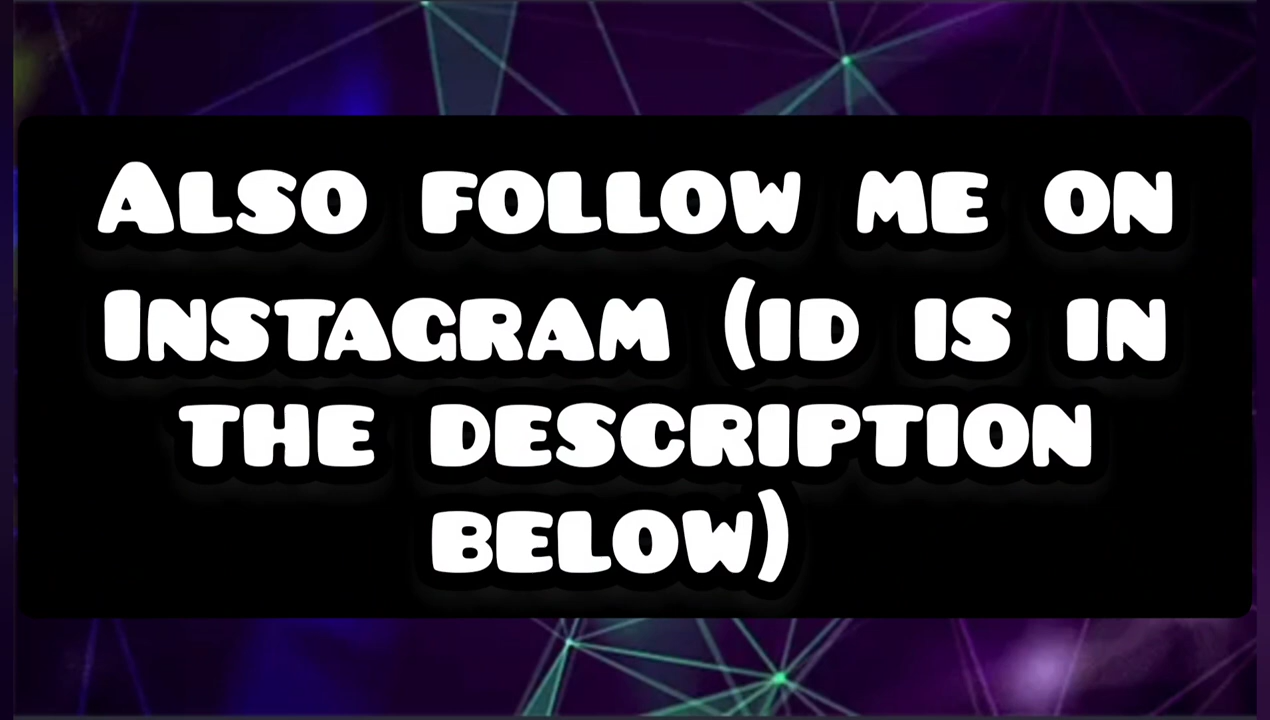 Also follow me on
Instagram (id is in
the description
below)